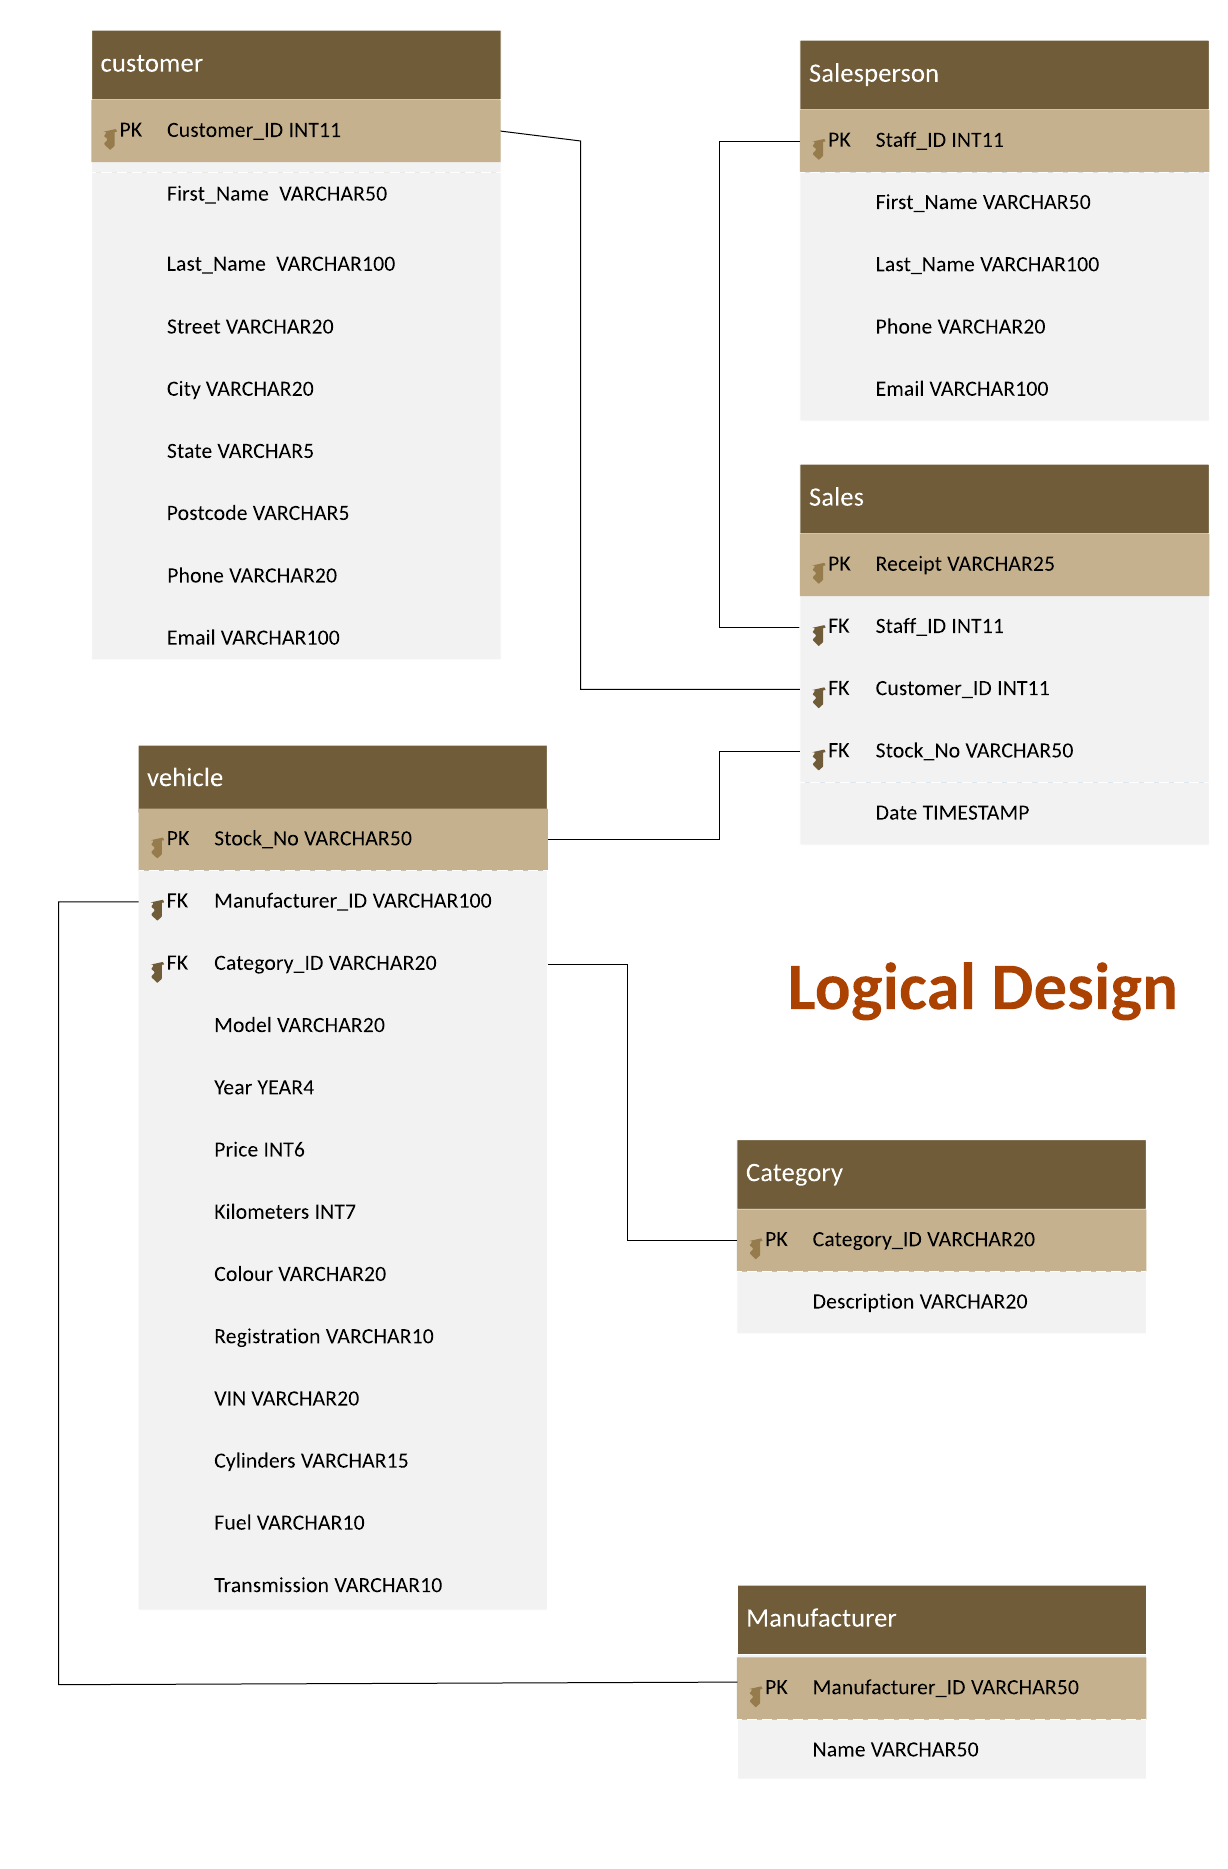 customer
PK Customer_ID INT11
First_Name  VARCHAR50
Last_Name  VARCHAR100
Street VARCHAR20
City VARCHAR20
State VARCHAR5
Postcode VARCHAR5
Phone VARCHAR20
Email VARCHAR100
Salesperson
PK Staff_ID INT11
First_Name VARCHAR50
Last_Name VARCHAR100
Phone VARCHAR20
Email VARCHAR100
Sales
PK Receipt VARCHAR25
FK Staff_ID INT11
FK Customer_ID INT11
FK Stock_No VARCHAR50
Date TIMESTAMP
vehicle
PK Stock_No VARCHAR50
FK Manufacturer_ID VARCHAR100
FK Category_ID VARCHAR20
Model VARCHAR20
Year YEAR4
Price INT6
Kilometers INT7
Colour VARCHAR20
Registration VARCHAR10
VIN VARCHAR20
Cylinders VARCHAR15
Fuel VARCHAR10
Transmission VARCHAR10
Logical Design
Category
PK Category_ID VARCHAR20
Description VARCHAR20
Manufacturer
PK Manufacturer_ID VARCHAR50
Name VARCHAR50